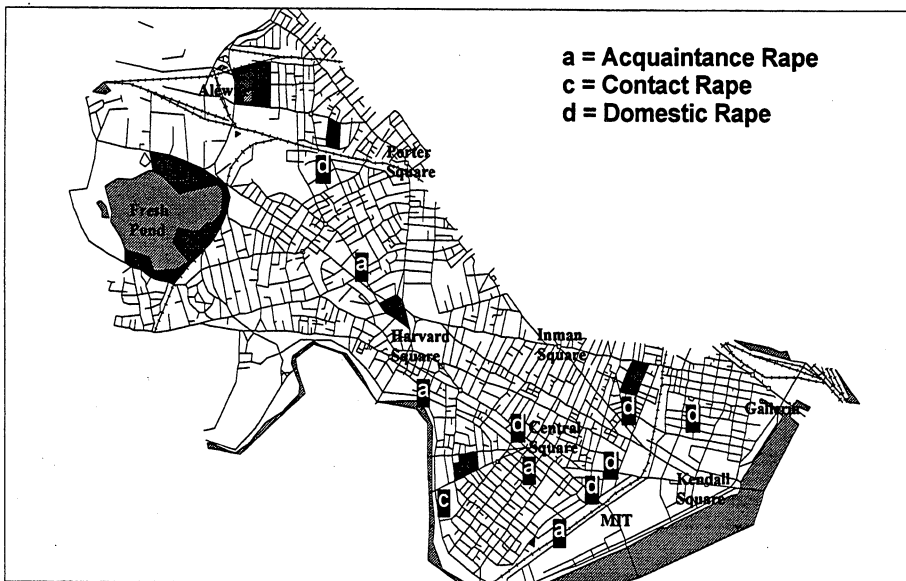 a = Acquaintance Rape
c = Contact Rape
d = Domestic Rape
Alew
Porter
Square
d
Fresh
Pond
a
Harvard
Square
Inman
Square
a
d
d
d
Galleria
Central
Square
a
d
d
Kendall
Square
c
MIT
a